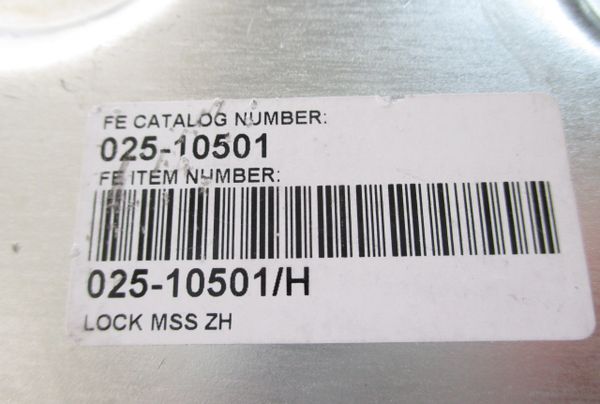 FE CATALOG NUMBER:
025-10501
FE ITEM NUMBER:
025-10501/H
LOCK MSS ZH